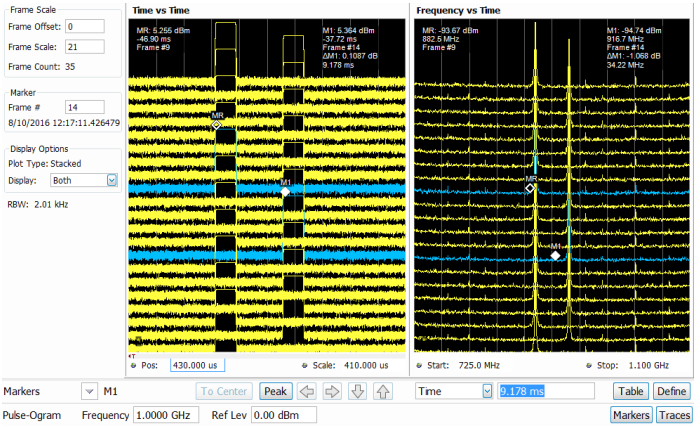 Frame Scale
Frame Offset: 0
Frame Scale: 21
Frame Count: 35
Marker
Frame # 14
8/10/2016 12:17:11.426479
Display Options
Plot Type: Stacked
Display: Both
RBW: 2.01 kHz
Time vs Time
MR: 5.255 dBm
-46.90 ms
Frame #9
M1: 5.364 dBm
-37.72 ms
Frame #14
ΔM1: 0.1087 dB
9.178 ms
MR
M1
T
Pos: 430.000 us
Scale: 410.000 us
Frequency vs Time
MR: -93.67 dBm
882.5 MHz
Frame #9
M1: -94.74 dBm
916.7 MHz
Frame #14
ΔM1: -1.068 dB
34.22 MHz
MR
M1
Start: 725.0 MHz
Stop: 1.100 GHz
Markers M1 To Center Peak Time 9.178 ms Table Define
Pulse-Ogram Frequency 1.0000 GHz Ref Lev 0.00 dBm Markers Traces